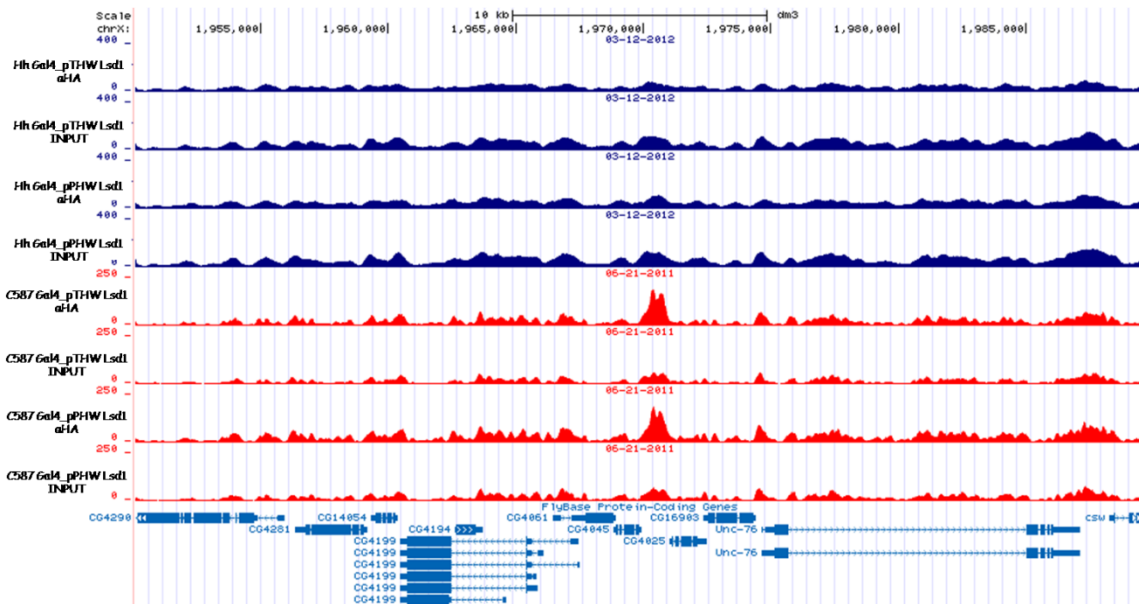 Scale 10 kb dm3
chrX: 1,955,000 1,960,000 1,965,000 1,970,000 1,975,000 1,980,000 1,985,000
400 03-12-2012
Hh Gal4_pTHW Lsd1
aHA
0
400 03-12-2012
Hh Gal4_pTHW Lsd1
INPUT
0
400 03-12-2012
Hh Gal4_pPHW Lsd1
aHA
0
400 03-12-2012
Hh Gal4_pPHW Lsd1
INPUT
0
250 06-21-2011
C587 Gal4_pTHW Lsd1
aHA
0
250 06-21-2011
C587 Gal4_pTHW Lsd1
INPUT
0
250 06-21-2011
C587 Gal4_pPHW Lsd1
aHA
0
250 06-21-2011
C587 Gal4_pPHW Lsd1
INPUT
0
FlyBase Protein-Coding Genes
CG4290 CG14054 CG4061 CG16903 csw
CG4281 CG4194 CG4045 Unc-76
CG4199 CG4025
CG4199 Unc-76
CG4199
CG4199
CG4199
CG4199